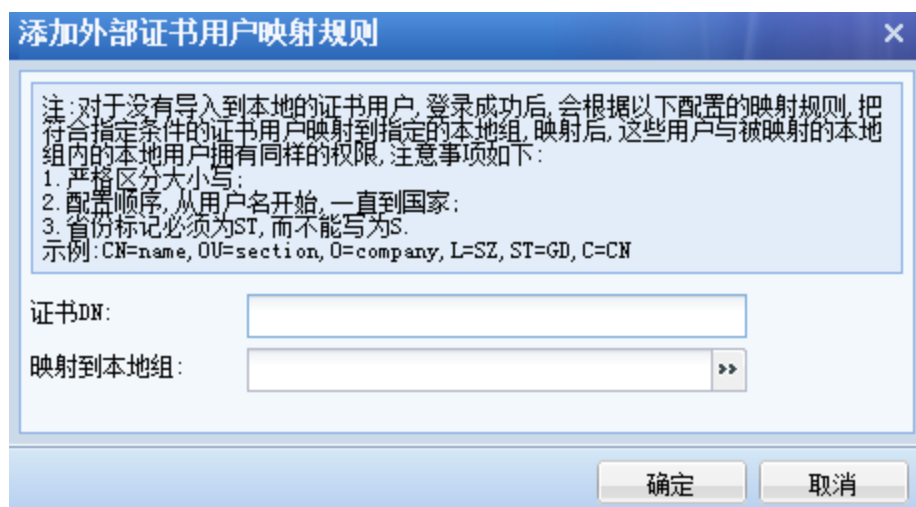 添加外部证书用户映射规则
注:对于没有导入到本地的证书用户,登录成功后,会根据以下配置的映射规则,把
符合指定条件的证书用户映射到指定的本地组,映射后,这些用户与被映射的本地
组内的本地用户拥有同样的权限,注意事项如下:
1.严格区分大小写;
2.配置顺序,从用户名开始,一直到国家;
3.省份标记必须为ST,而不能写为S.
示例:CN=name,OU=section,O=company,L=SZ,ST=GD,C=CN
证书DN:
映射到本地组:
确定 取消